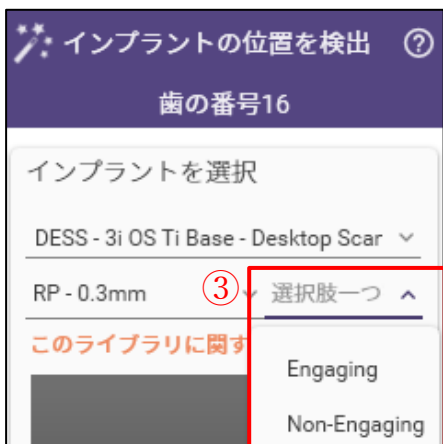 インプラントの位置を検出
歯の番号16
インプラントを選択
DESS - 3i OS Ti Base - Desktop Scar
RP - 0.3mm ③ 選択肢一つ
このライブラリに関す
Engaging
Non-Engaging